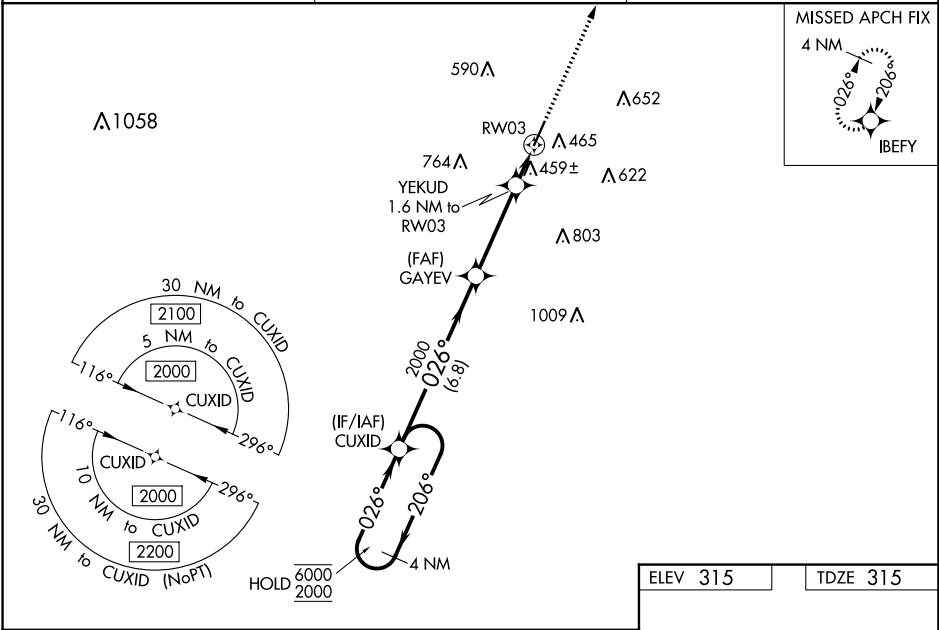 MISSED APCH FIX
4 NM
026°
206°
IBEFY
590
1058
652
RW03
465
764
459±
622
YEKUD
1.6 NM to
RW03
803
(FAF)
GAYEV
1009
2000
026°
(6.8)
(IF/IAF)
CUXID
026°
206°
4 NM
HOLD 6000
2000
30 NM to CUXID
2100
5 NM to CUXID
2000
116°
CUXID
296°
116°
CUXID
296°
2000
10 NM to CUXID
2200
30 NM to CUXID (NoPT)
ELEV 315
TDZE 315